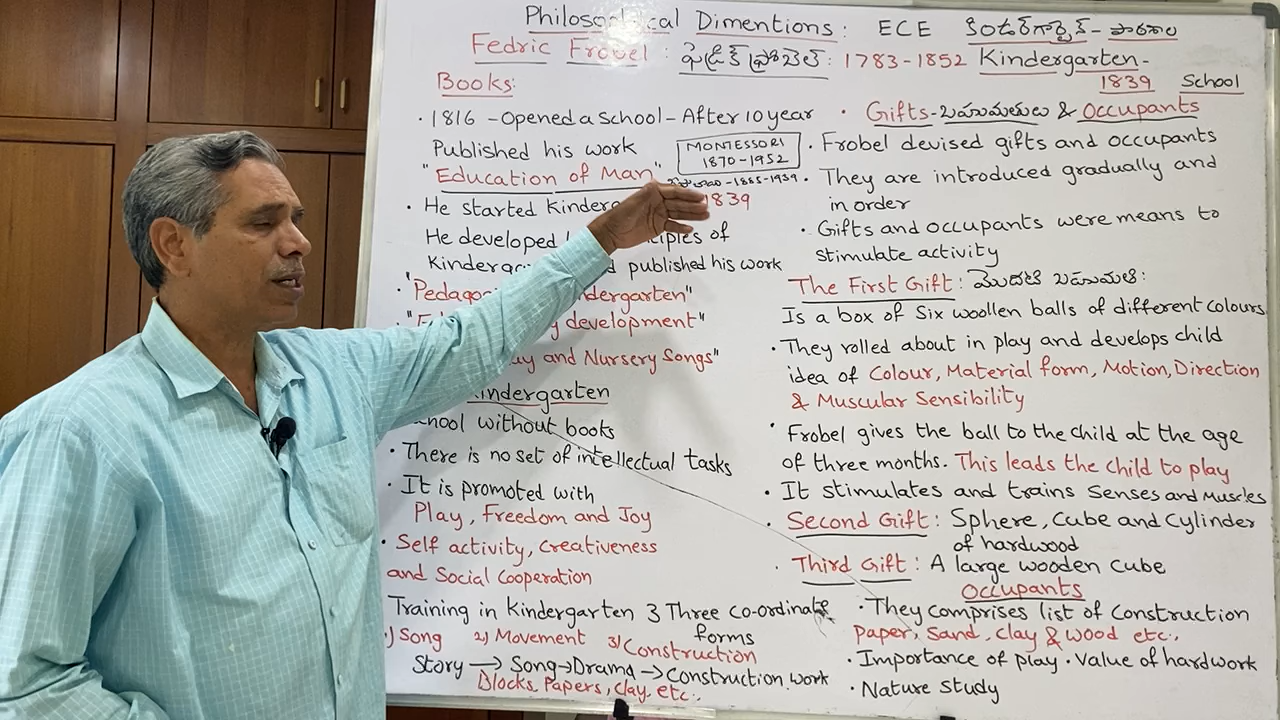 Philosophical Dimentions: ECE కిండర్‌గార్టెన్ - పాఠశాల
Fedric Frobel: ఫెడ్రిక్ ఫ్రోబెల్: 1783-1852 Kindergarten-
1839 School
Books:
· 1816 - Opened a school - After 10 year
Published his work
"Education of Man"
MONTESSORI
1870-1952
1885-1939
· He started 1839
He developed of
published his work
· "Pedago ndergarten"
· " y development"
ay and Nursery Songs"
Kindergarten
School without books
· There is no set of intellectual tasks
· It is promoted with
Play, Freedom and Joy
· Self activity, Creativeness
and Social Cooperation
Training in Kindergarten 3 Three co-ordinate
forms
1) Song 2) Movement 3) Construction
Story → Song → Drama → Construction work
Blocks, Papers, Clay etc.,
· Gifts - బహుమతులు & Occupants
· Frobel devised gifts and occupants
· They are introduced gradually and
in order
· Gifts and occupants were means to
stimulate activity
The First Gift: మొదటి బహుమతి:
Is a box of Six woollen balls of different colours
· They rolled about in play and develops child
idea of Colour, Material form, Motion, Direction
& Muscular Sensibility
· Frobel gives the ball to the child at the age
of three months. This leads the child to play
· It stimulates and trains Senses and Muscles
· Second Gift: Sphere, Cube and Cylinder
of hardwood
· Third Gift: A large wooden cube
Occupants
· They comprises list of Construction
Paper, Sand, Clay & Wood etc.,
· Importance of play · Value of hardwork
· Nature Study